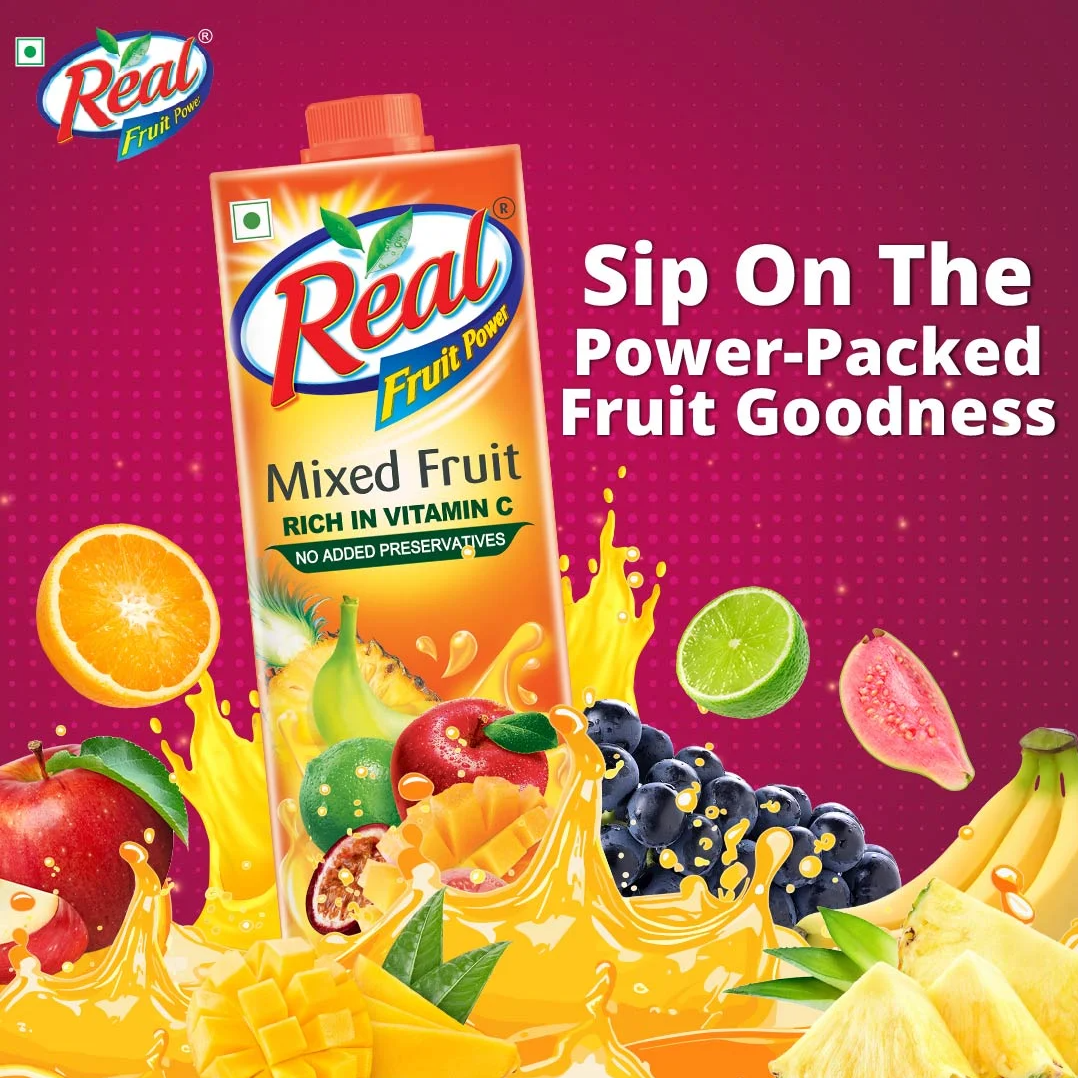 Real®
Fruit Power
Real®
Fruit Power
Mixed Fruit
RICH IN VITAMIN C
NO ADDED PRESERVATIVES
Sip On The
Power-Packed
Fruit Goodness